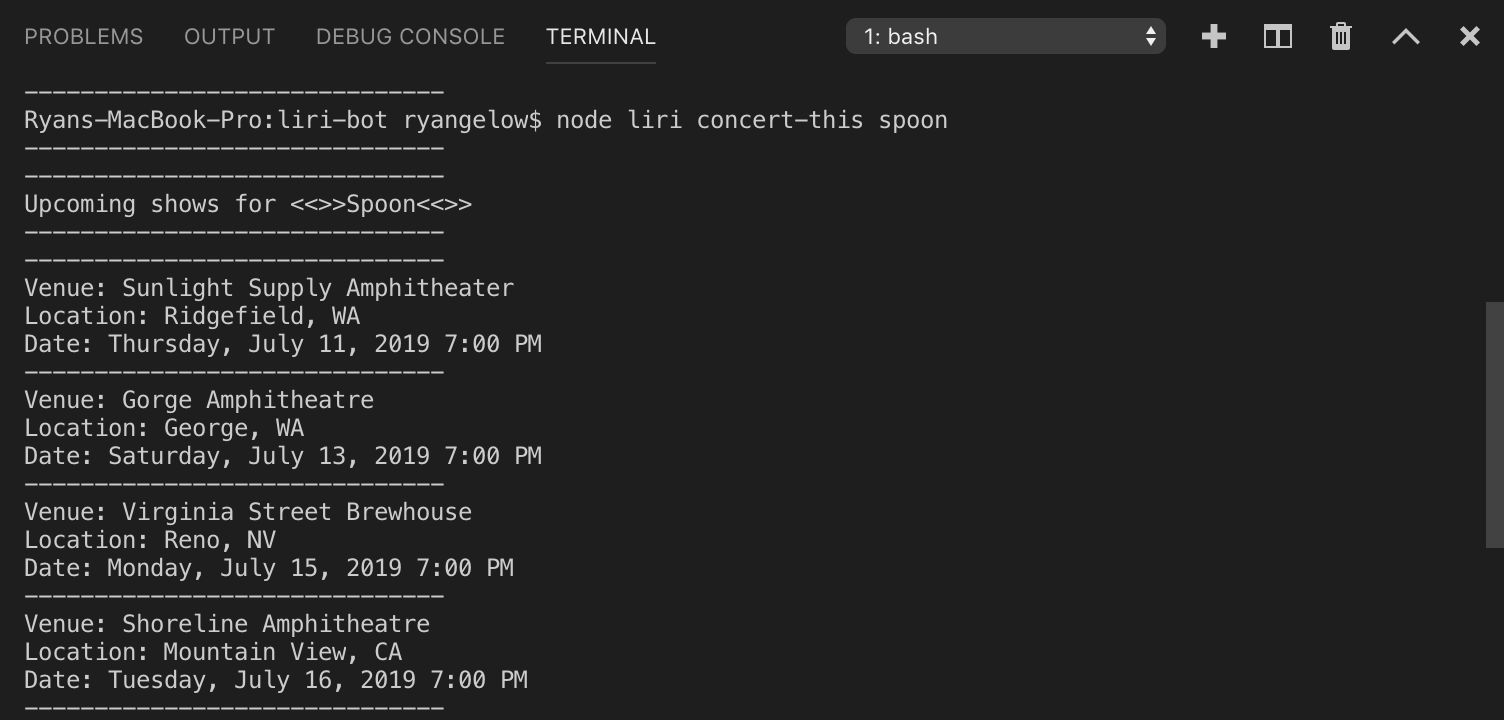 PROBLEMS OUTPUT DEBUG CONSOLE TERMINAL 1: bash
------------------------------
Ryans-MacBook-Pro:liri-bot ryangelow$ node liri concert-this spoon
------------------------------
------------------------------
Upcoming shows for <<>>Spoon<<>>
------------------------------
------------------------------
Venue: Sunlight Supply Amphitheater
Location: Ridgefield, WA
Date: Thursday, July 11, 2019 7:00 PM
------------------------------
Venue: Gorge Amphitheatre
Location: George, WA
Date: Saturday, July 13, 2019 7:00 PM
------------------------------
Venue: Virginia Street Brewhouse
Location: Reno, NV
Date: Monday, July 15, 2019 7:00 PM
------------------------------
Venue: Shoreline Amphitheatre
Location: Mountain View, CA
Date: Tuesday, July 16, 2019 7:00 PM
------------------------------